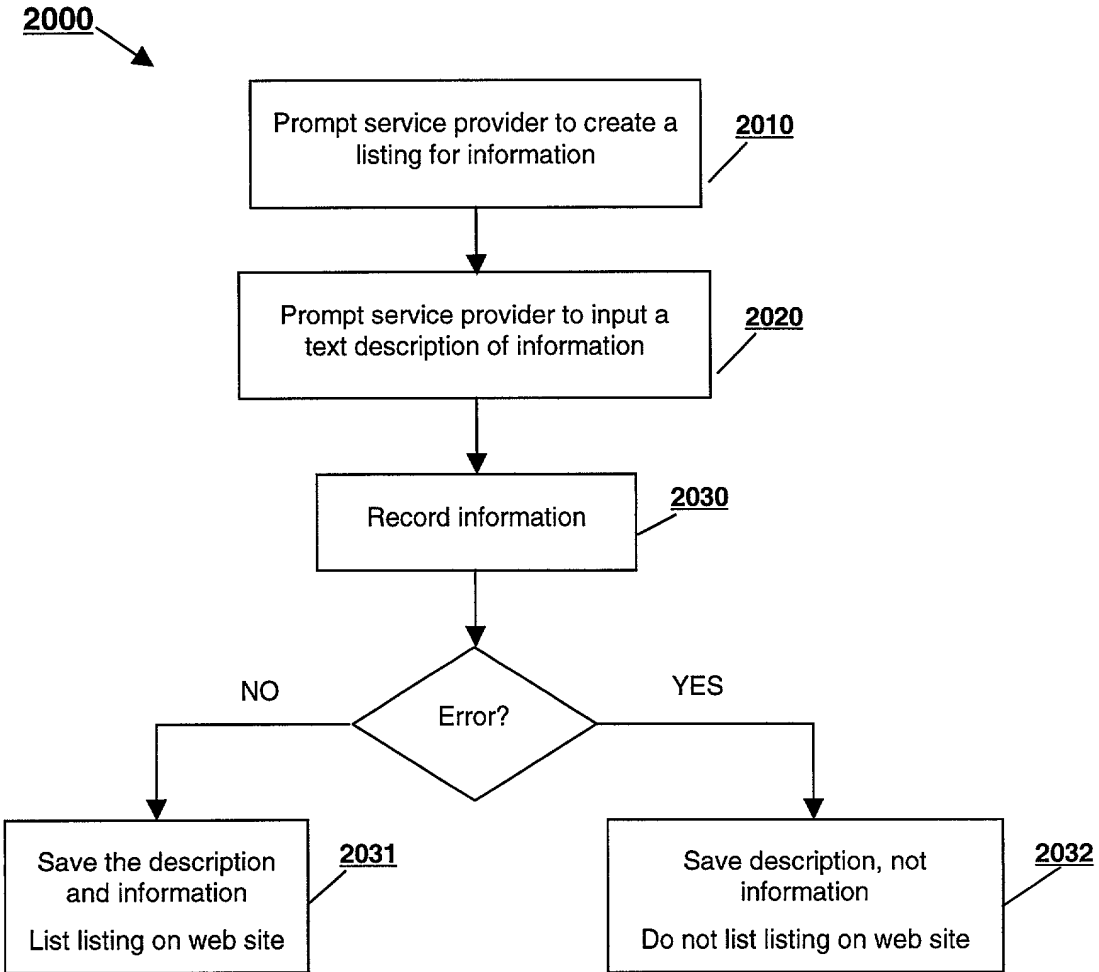 2000
Prompt service provider to create a
listing for information
2010
Prompt service provider to input a
text description of information
2020
Record information
2030
Error?
NO
YES
Save the description
and information
List listing on web site
2031
Save description, not
information
Do not list listing on web site
2032